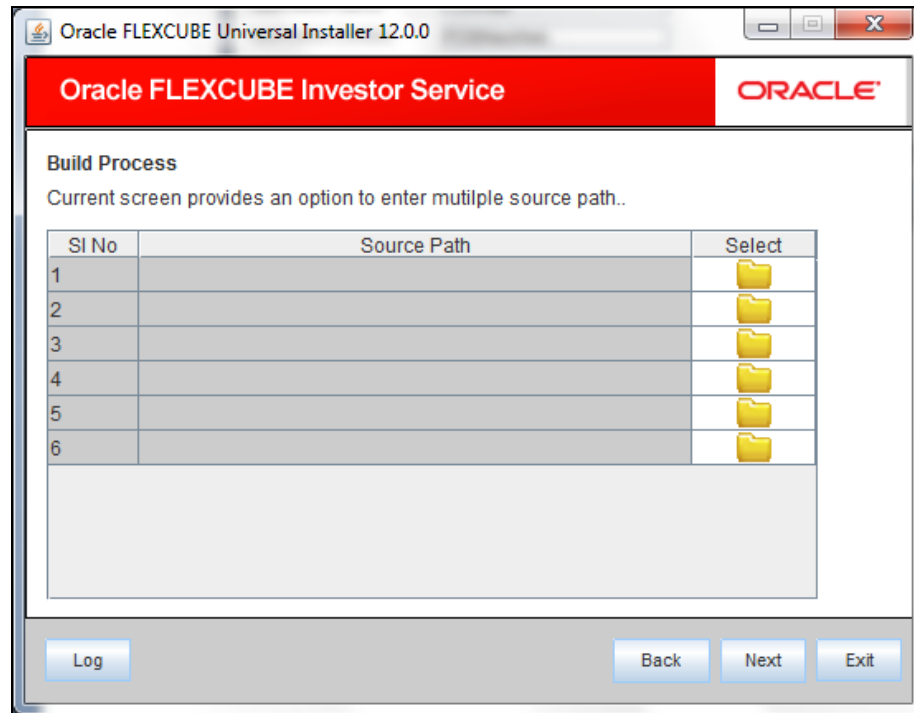 Oracle FLEXCUBE Universal Installer 12.0.0
Oracle FLEXCUBE Investor Service
ORACLE
Build Process
Current screen provides an option to enter mutilple source path..
Sl No Source Path Select
1
2
3
4
5
6
Log Back Next Exit